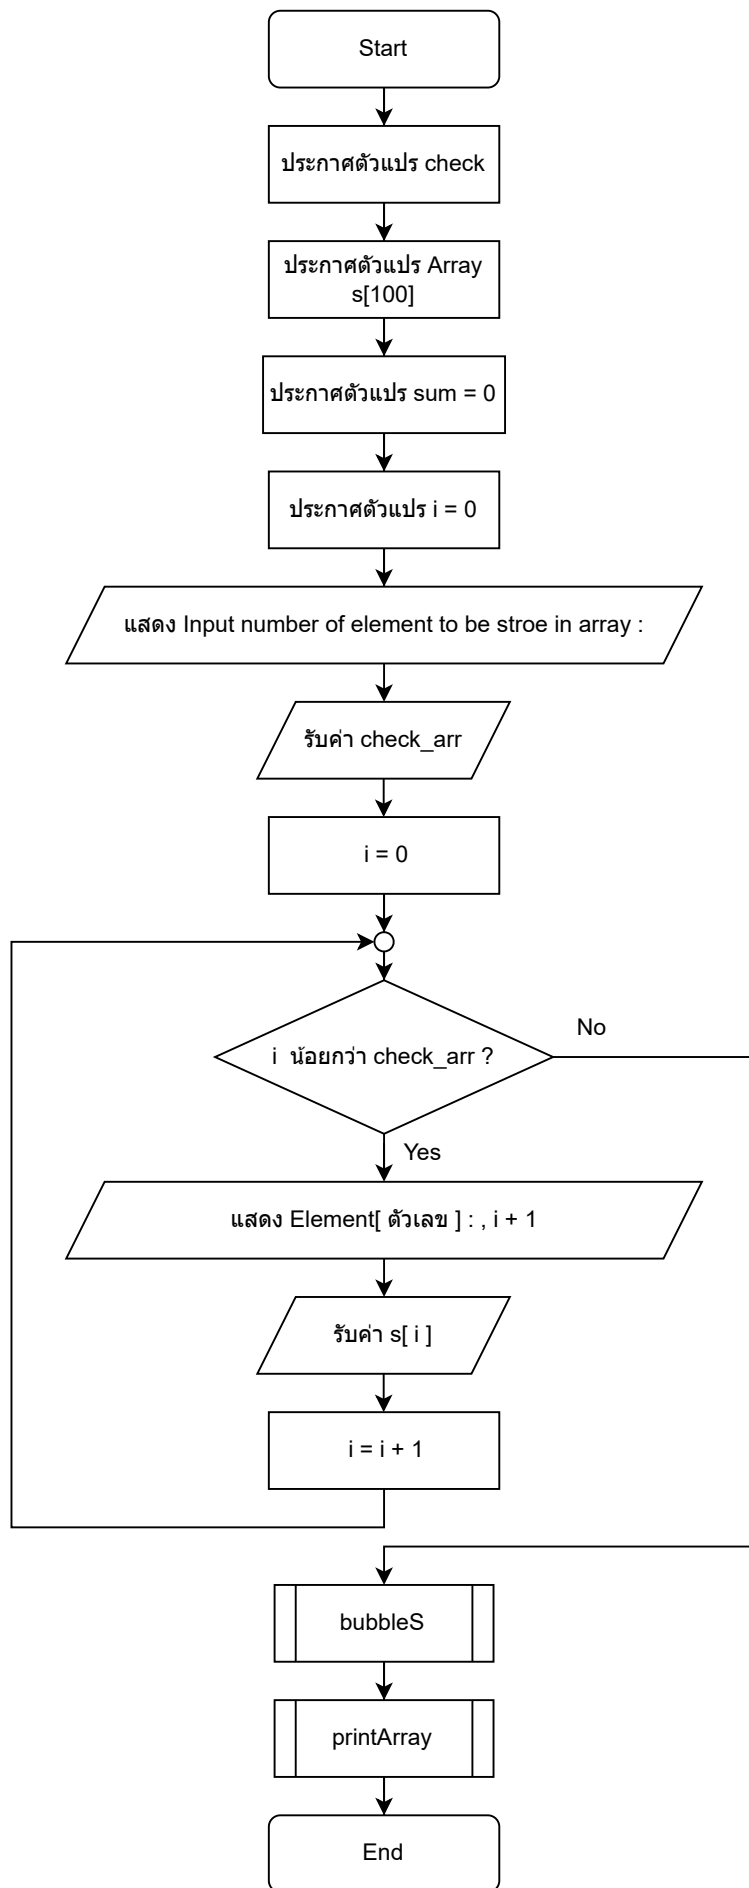 Start
ประกาศตัวแปร check
ประกาศตัวแปร Array
s[100]
ประกาศตัวแปร sum = 0
ประกาศตัวแปร i = 0
แสดง Input number of element to be stroe in array :
รับค่า check_arr
i = 0
No
i น้อยกว่า check_arr ?
Yes
แสดง Element[ ตัวเลข ] : , i + 1
รับค่า s[ i ]
i = i + 1
bubbleS
printArray
End